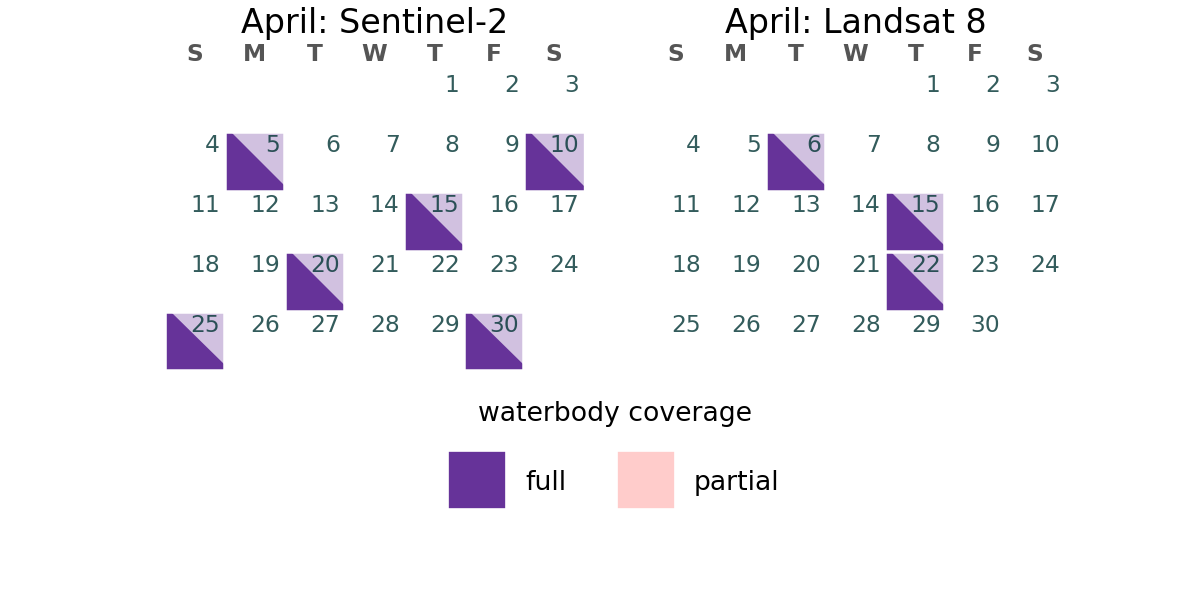 April: Sentinel-2
S M T W T F S
1 2 3
4 5 6 7 8 9 10
11 12 13 14 15 16 17
18 19 20 21 22 23 24
25 26 27 28 29 30
April: Landsat 8
S M T W T F S
1 2 3
4 5 6 7 8 9 10
11 12 13 14 15 16 17
18 19 20 21 22 23 24
25 26 27 28 29 30
waterbody coverage
full
partial